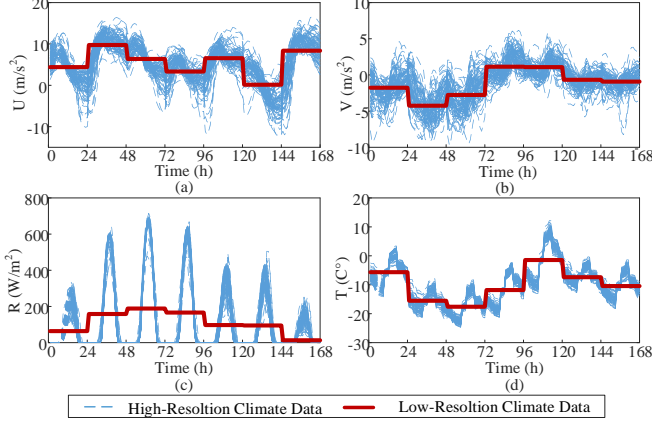 20
10
0
-10
U (m/s²)
0 24 48 72 96 120 144 168
Time (h)
(a)
10
5
0
-5
-10
V (m/s²)
0 24 48 72 96 120 144 168
Time (h)
(b)
800
600
400
200
0
R (W/m²)
0 24 48 72 96 120 144 168
Time (h)
(c)
20
10
0
-10
-20
-30
T (C°)
0 24 48 72 96 120 144 168
Time (h)
(d)
High-Resoltion Climate Data
Low-Resoltion Climate Data